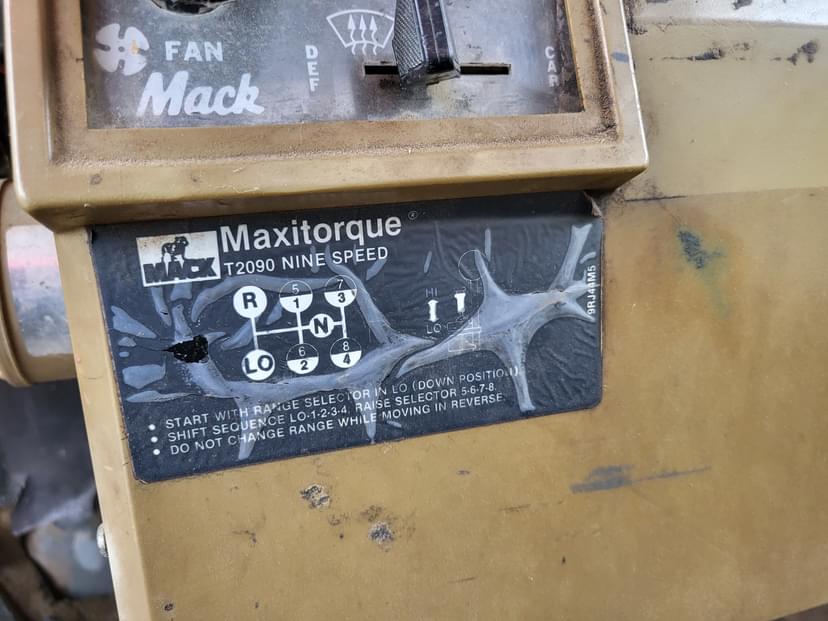 FAN
DEF
CAB
Mack
MACK
Maxitorque®
T2090 NINE SPEED
R 5 1 7 3
N
LO 6 2 8 4
HI
LO
9RJ44M5
• START WITH RANGE SELECTOR IN LO (DOWN POSITION).
• SHIFT SEQUENCE LO-1-2-3-4, RAISE SELECTOR 5-6-7-8.
• DO NOT CHANGE RANGE WHILE MOVING IN REVERSE.